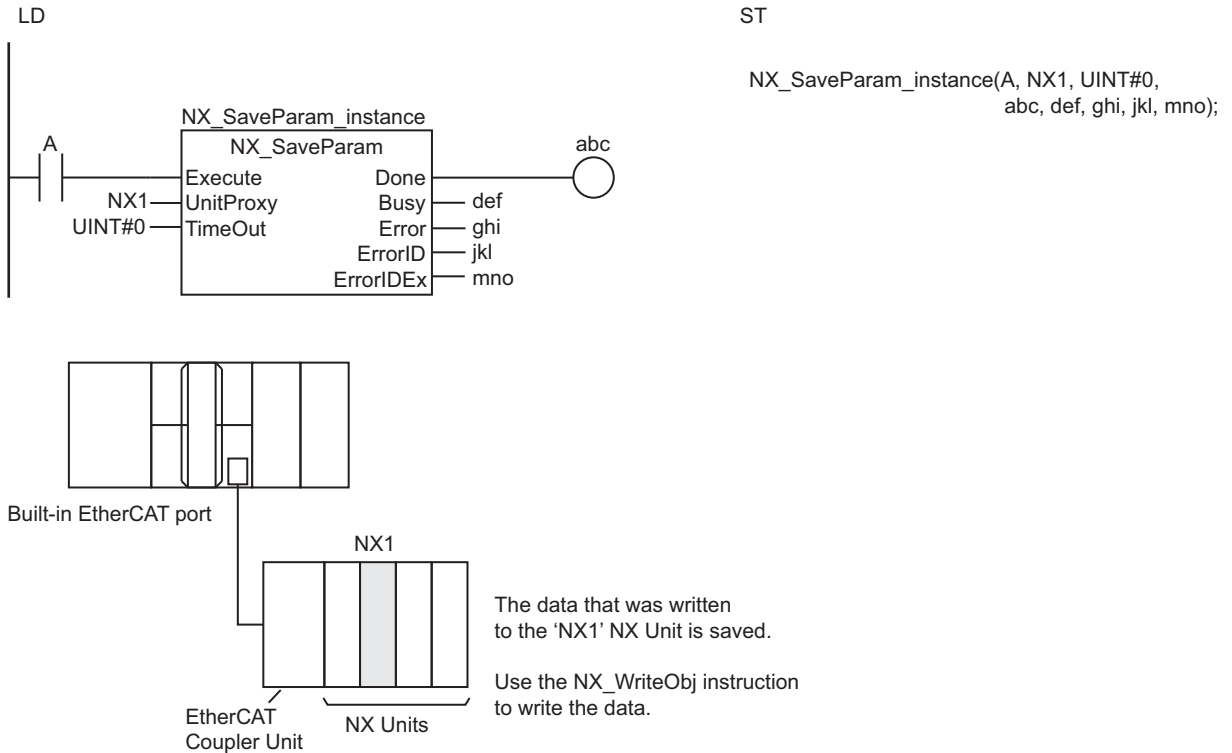 LD
ST
NX_SaveParam_instance(A, NX1, UINT#0,
abc, def, ghi, jkl, mno);
NX_SaveParam_instance
NX_SaveParam
A
abc
Execute
Done
NX1
UnitProxy
Busy
def
UINT#0
TimeOut
Error
ghi
ErrorID
jkl
ErrorIDEx
mno
Built-in EtherCAT port
NX1
The data that was written
to the ‘NX1’ NX Unit is saved.
Use the NX_WriteObj instruction
to write the data.
EtherCAT
Coupler Unit
NX Units